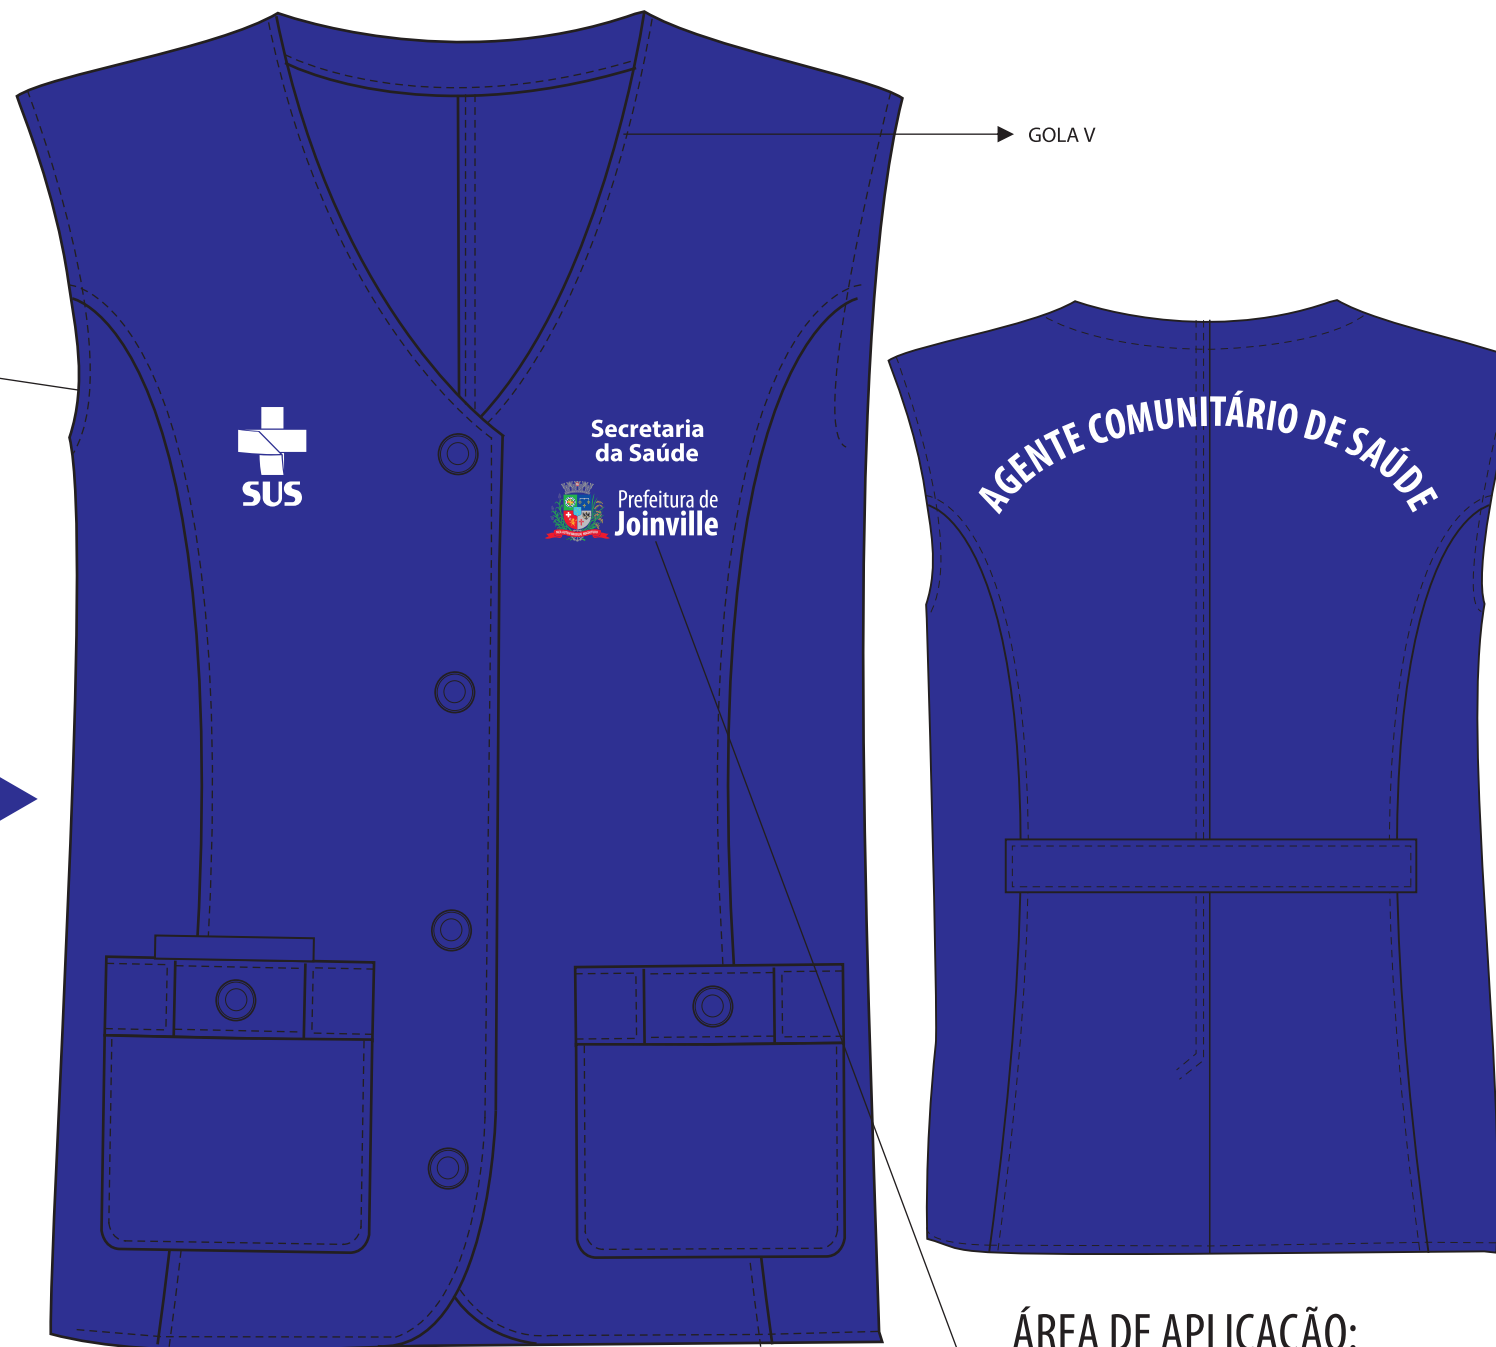 GOLA V
SUS
Secretaria
da Saúde
Prefeitura de
Joinville
AGENTE COMUNITÁRIO DE SAÚDE
ÁREA DE APLICAÇÃO: